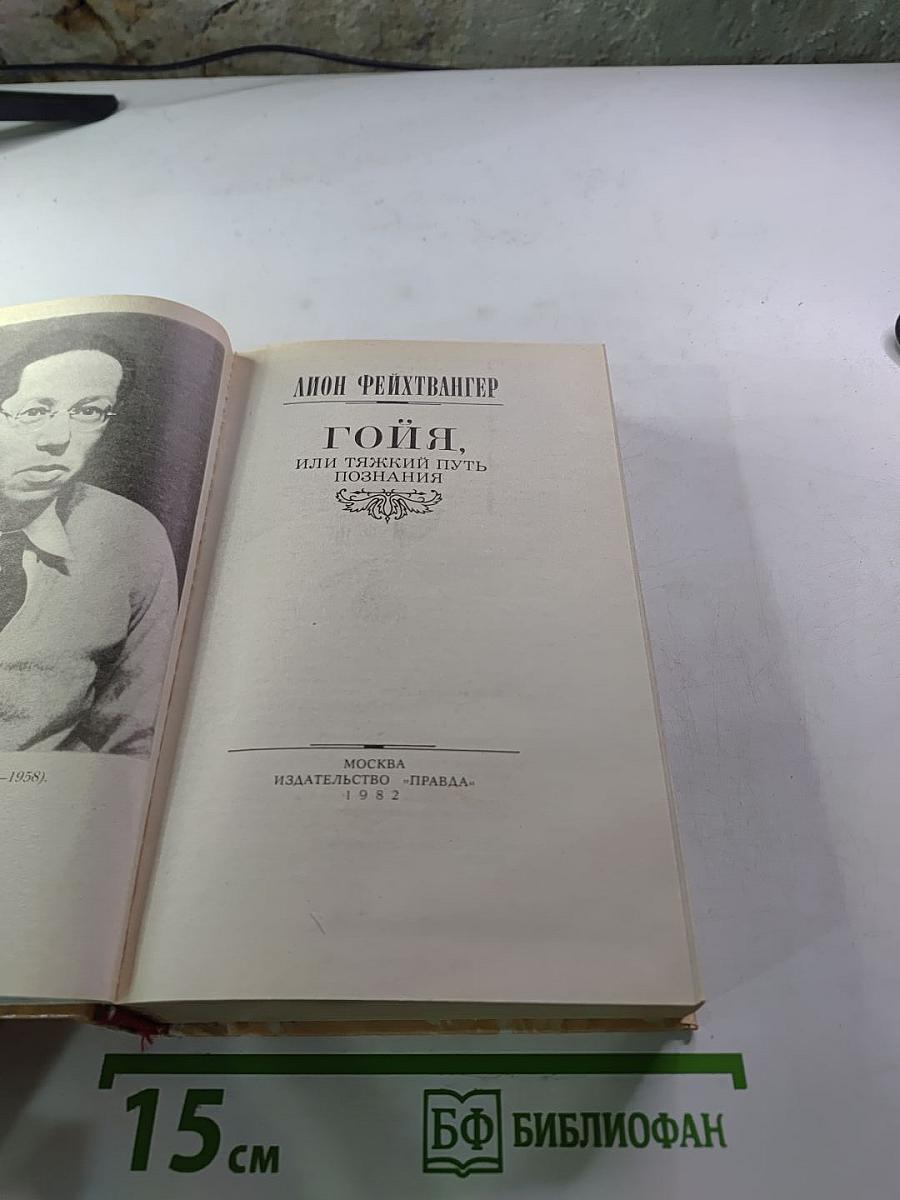 ЛИОН ФЕЙХТВАНГЕР
ГОЙЯ,
ИЛИ ТЯЖКИЙ ПУТЬ
ПОЗНАНИЯ
МОСКВА
ИЗДАТЕЛЬСТВО «ПРАВДА»
1982
—1958).
15 см
БФ БИБЛИОФАН